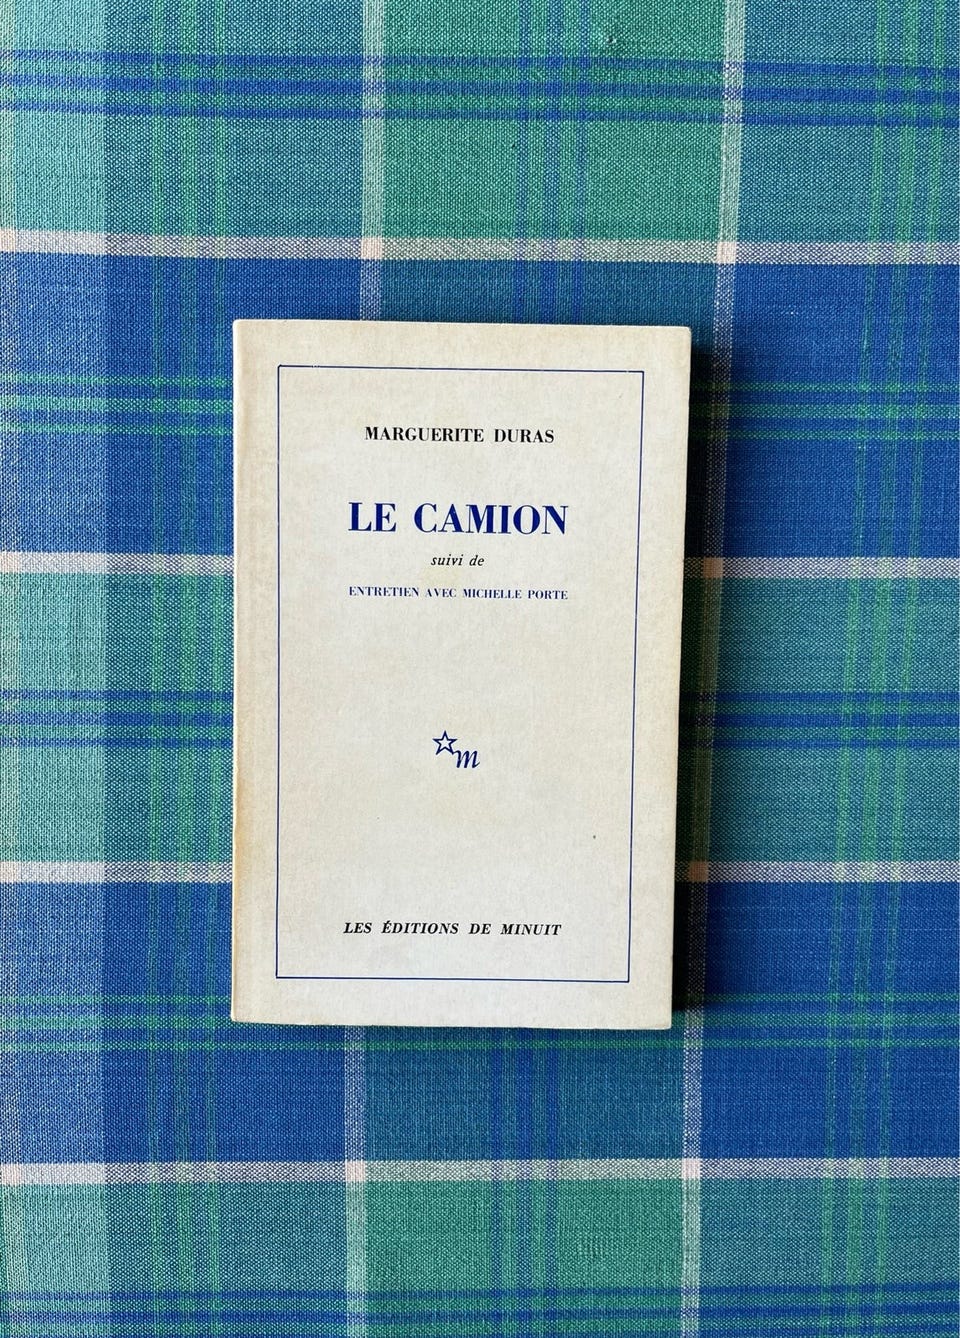 MARGUERITE DURAS
LE CAMION
suivi de
ENTRETIEN AVEC MICHELLE PORTE
m
LES ÉDITIONS DE MINUIT